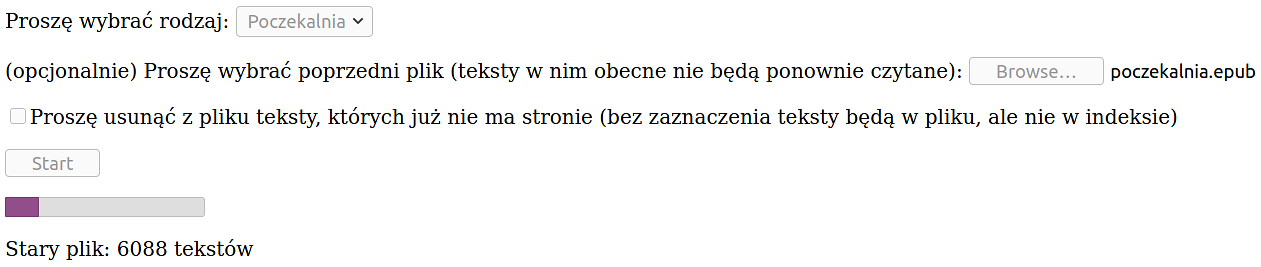 Proszę wybrać rodzaj: Poczekalnia
(opcjonalnie) Proszę wybrać poprzedni plik (teksty w nim obecne nie będą ponownie czytane): Browse... poczekalnia.epub
Proszę usunąć z pliku teksty, których już nie ma stronie (bez zaznaczenia teksty będą w pliku, ale nie w indeksie)
Start
Stary plik: 6088 tekstów